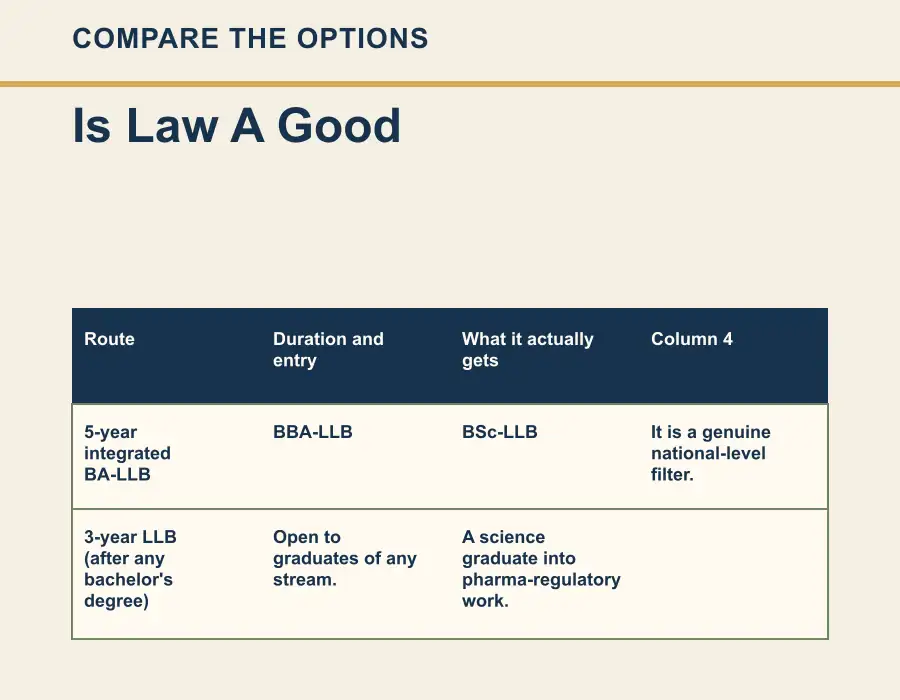 COMPARE THE OPTIONS
Is Law A Good
Route
Duration and
entry
What it actually
gets
Column 4
5-year
integrated
BA-LLB
BBA-LLB
BSc-LLB
It is a genuine
national-level
filter.
3-year LLB
(after any
bachelor's
degree)
Open to
graduates of any
stream.
A science
graduate into
pharma-regulatory
work.